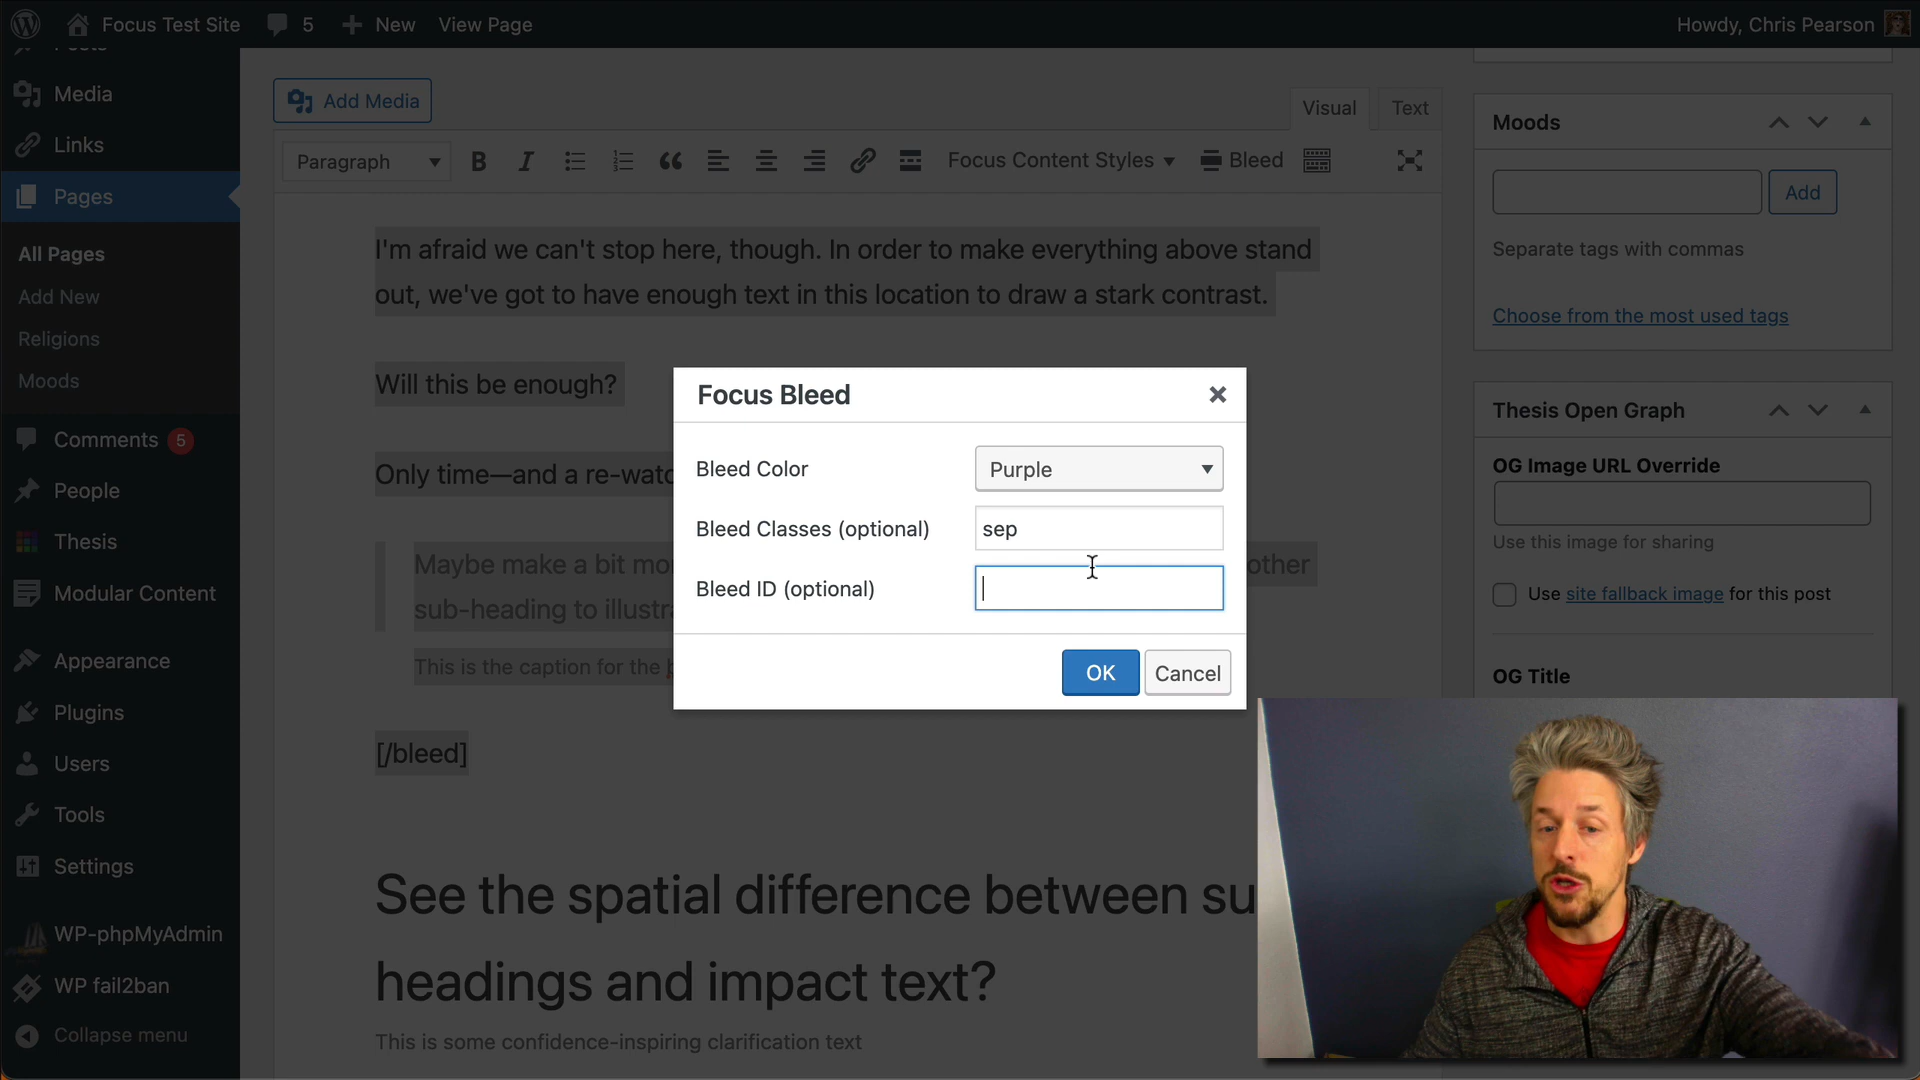 Focus Test Site
5
New
View Page
Howdy, Chris Pearson
Media
Links
Pages
All Pages
Add New
Religions
Moods
Comments 5
People
Thesis
Modular Content
Appearance
Plugins
Users
Tools
Settings
WP-phpMyAdmin
WP fail2ban
Collapse menu
Add Media
Visual
Text
Paragraph
B
I
Focus Content Styles
Bleed
I'm afraid we can't stop here, though. In order to make everything above stand
out, we've got to have enough text in this location to draw a stark contrast.
Will this be enough?
Only time—and a re-watc
Maybe make a bit mo
other
sub-heading to illustra
This is the caption for the
[/bleed]
See the spatial difference between su
headings and impact text?
This is some confidence-inspiring clarification text
Focus Bleed
Bleed Color
Purple
Bleed Classes (optional)
sep
Bleed ID (optional)
OK
Cancel
Moods
Add
Separate tags with commas
Choose from the most used tags
Thesis Open Graph
OG Image URL Override
Use this image for sharing
Use site fallback image for this post
OG Title